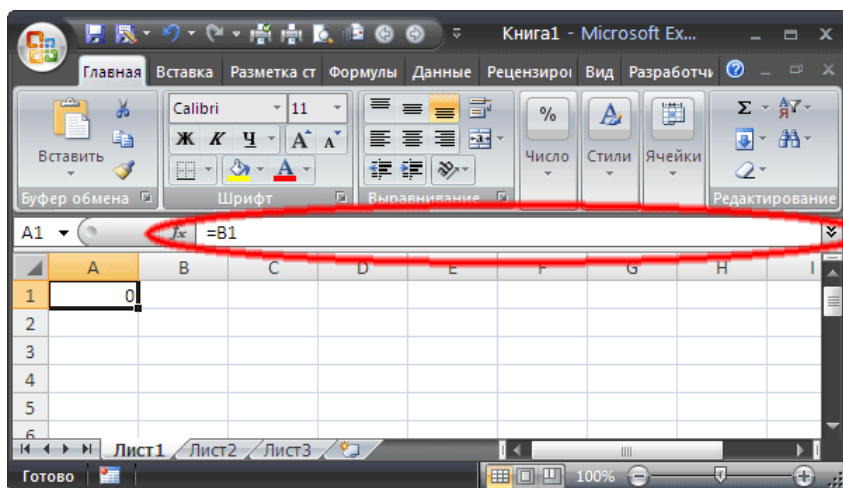 Книга1 - Microsoft Ex...
Главная Вставка Разметка ст Формулы Данные Рецензиро Вид Разработч
Calibri 11
Вставить Ж К Ч А А % Число Стили Ячейки Σ
Буфер обмена Шрифт Выравнивание Редактирование
A1 fx =B1
A B C D E F G H I
1 0
2
3
4
5
6
Лист1 Лист2 Лист3
Готово 100%